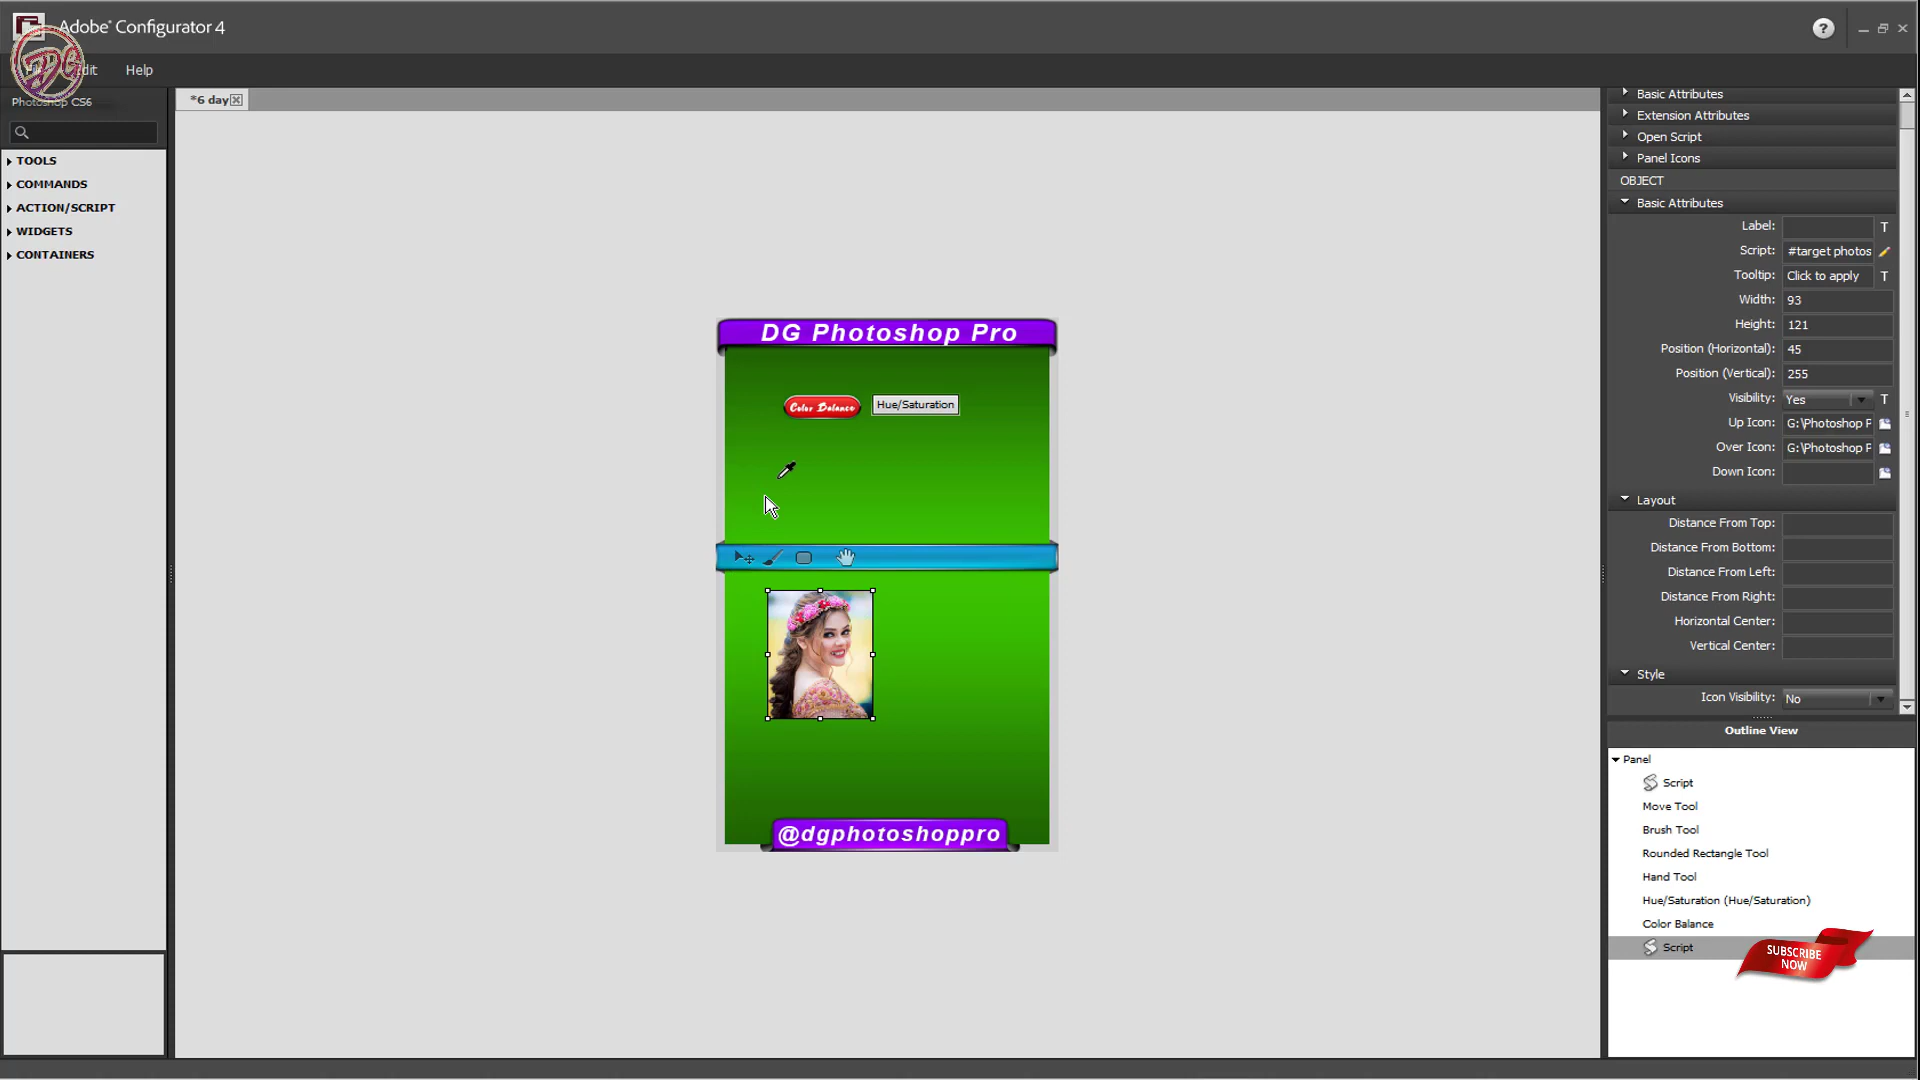 Adobe® Configurator 4
?
DG
Edit
Help
Photoshop CS6
*6 day
TOOLS
COMMANDS
ACTION/SCRIPT
WIDGETS
CONTAINERS
DG Photoshop Pro
Color Balance
Hue/Saturation
@dgphotoshoppro
Basic Attributes
Extension Attributes
Open Script
Panel Icons
OBJECT
Basic Attributes
Label: T
Script: #target photos
Tooltip: Click to apply T
Width: 93
Height: 121
Position (Horizontal): 45
Position (Vertical): 255
Visibility: Yes T
Up Icon: G:\Photoshop P
Over Icon: G:\Photoshop P
Down Icon:
Layout
Distance From Top:
Distance From Bottom:
Distance From Left:
Distance From Right:
Horizontal Center:
Vertical Center:
Style
Icon Visibility: No
Outline View
Panel
Script
Move Tool
Brush Tool
Rounded Rectangle Tool
Hand Tool
Hue/Saturation (Hue/Saturation)
Color Balance
Script
SUBSCRIBE
NOW